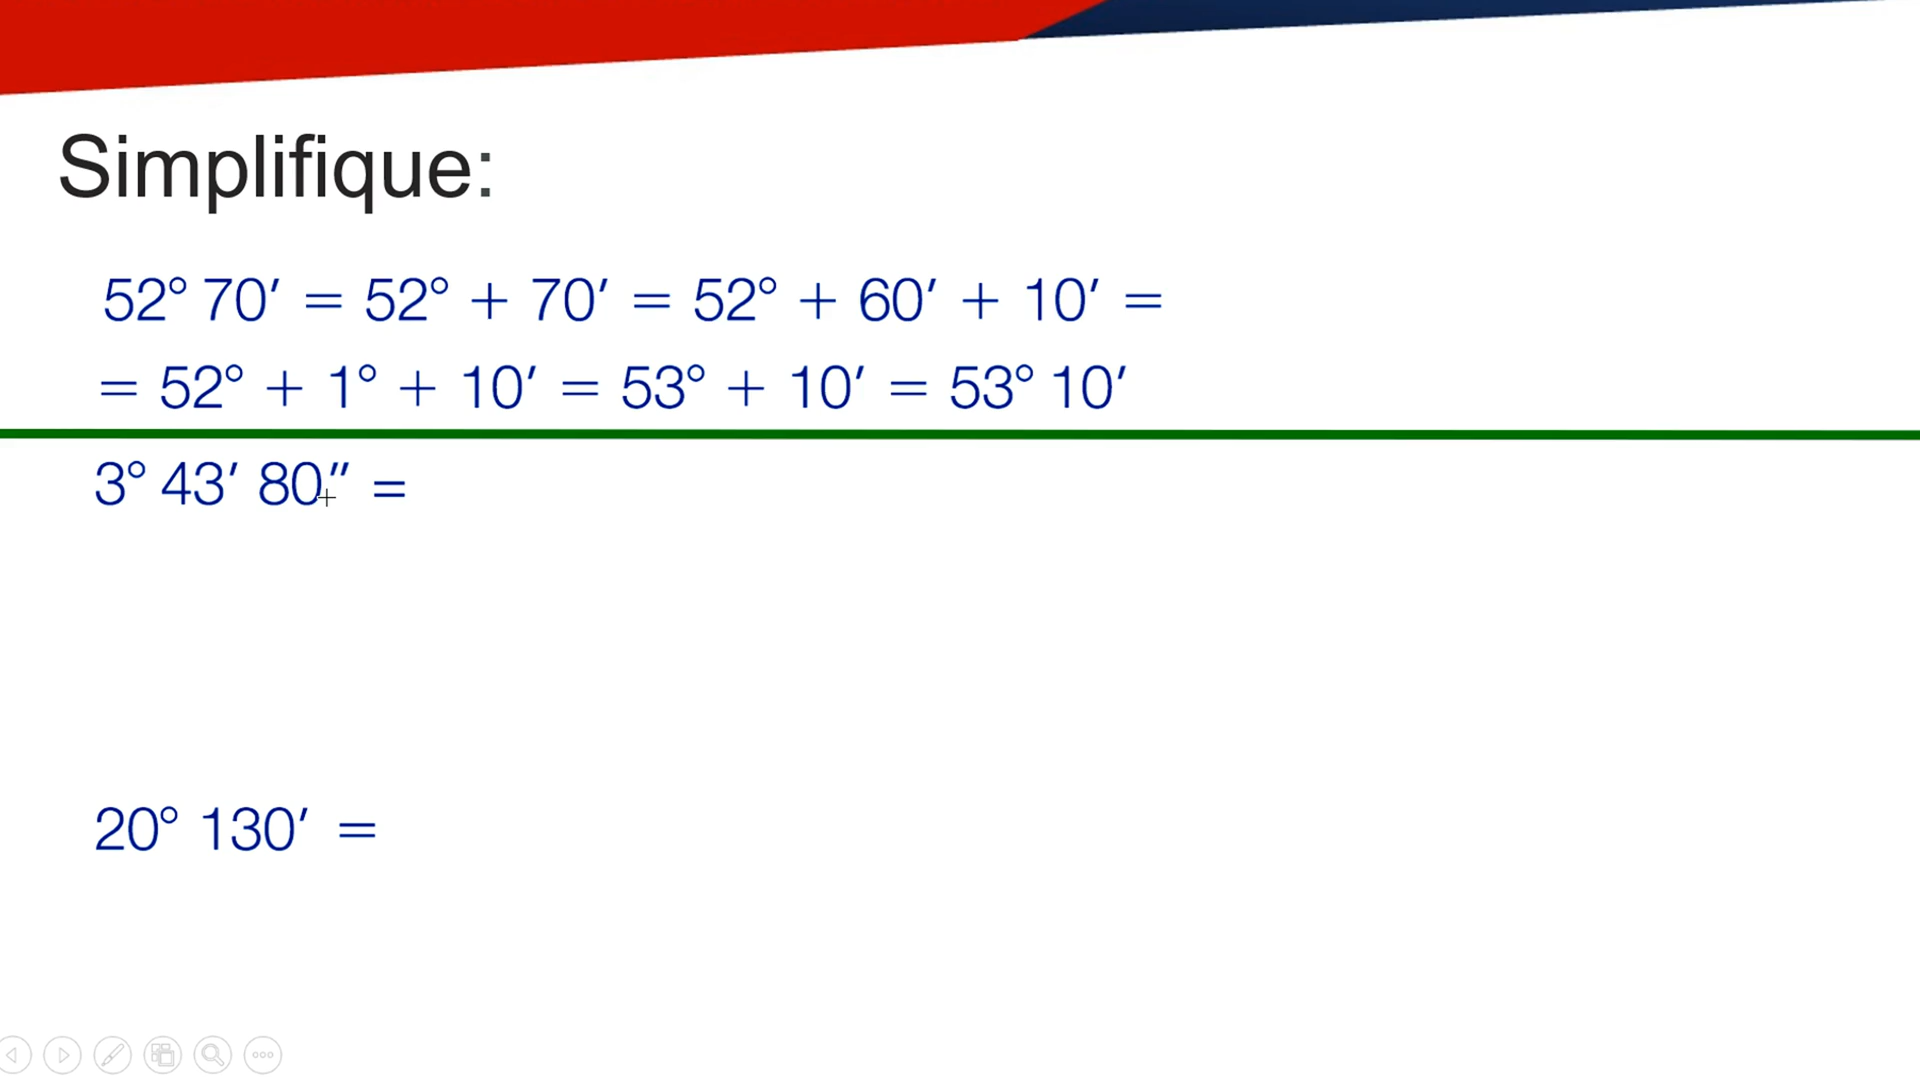 Simplifique:
52° 70′ = 52° + 70′ = 52° + 60′ + 10′ =
= 52° + 1° + 10′ = 53° + 10′ = 53° 10′
3° 43′ 80″ =
20° 130′ =